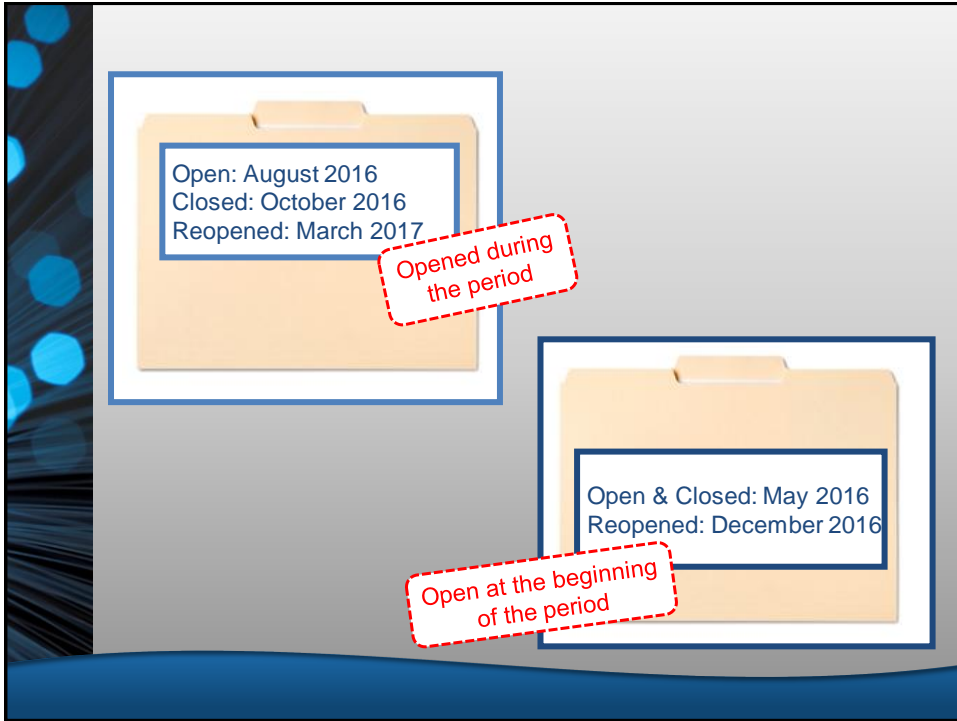 Open: August 2016
Closed: October 2016
Reopened: March 2017
Opened during
the period
Open & Closed: May 2016
Reopened: December 2016
Open at the beginning
of the period